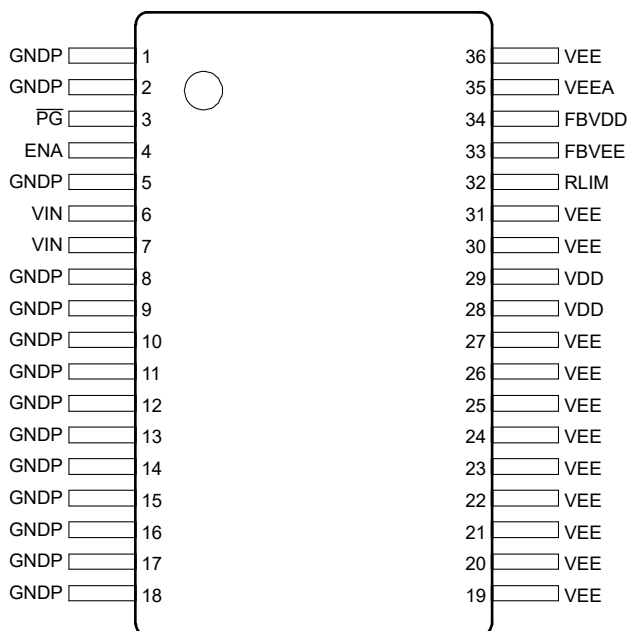 GNDP 1 36 VEE
GNDP 2 35 VEEA
PG 3 34 FBVDD
ENA 4 33 FBVEE
GNDP 5 32 RLIM
VIN 6 31 VEE
VIN 7 30 VEE
GNDP 8 29 VDD
GNDP 9 28 VDD
GNDP 10 27 VEE
GNDP 11 26 VEE
GNDP 12 25 VEE
GNDP 13 24 VEE
GNDP 14 23 VEE
GNDP 15 22 VEE
GNDP 16 21 VEE
GNDP 17 20 VEE
GNDP 18 19 VEE